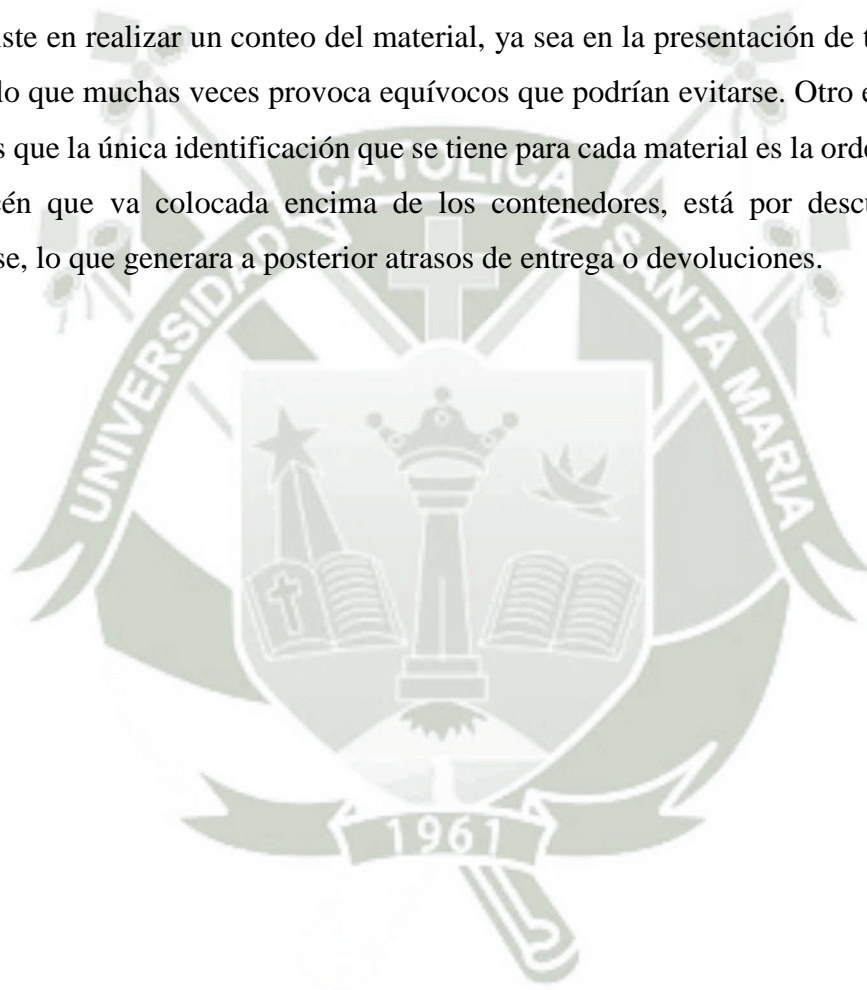 iste en realizar un conteo del material, ya sea en la presentación de t
lo que muchas veces provoca equívocos que podrían evitarse. Otro e
s que la única identificación que se tiene para cada material es la orde
én que va colocada encima de los contenedores, está por descu
se, lo que generara a posterior atrasos de entrega o devoluciones.
UNIVERSIDAD CATOLICA SANTA MARIA
1961